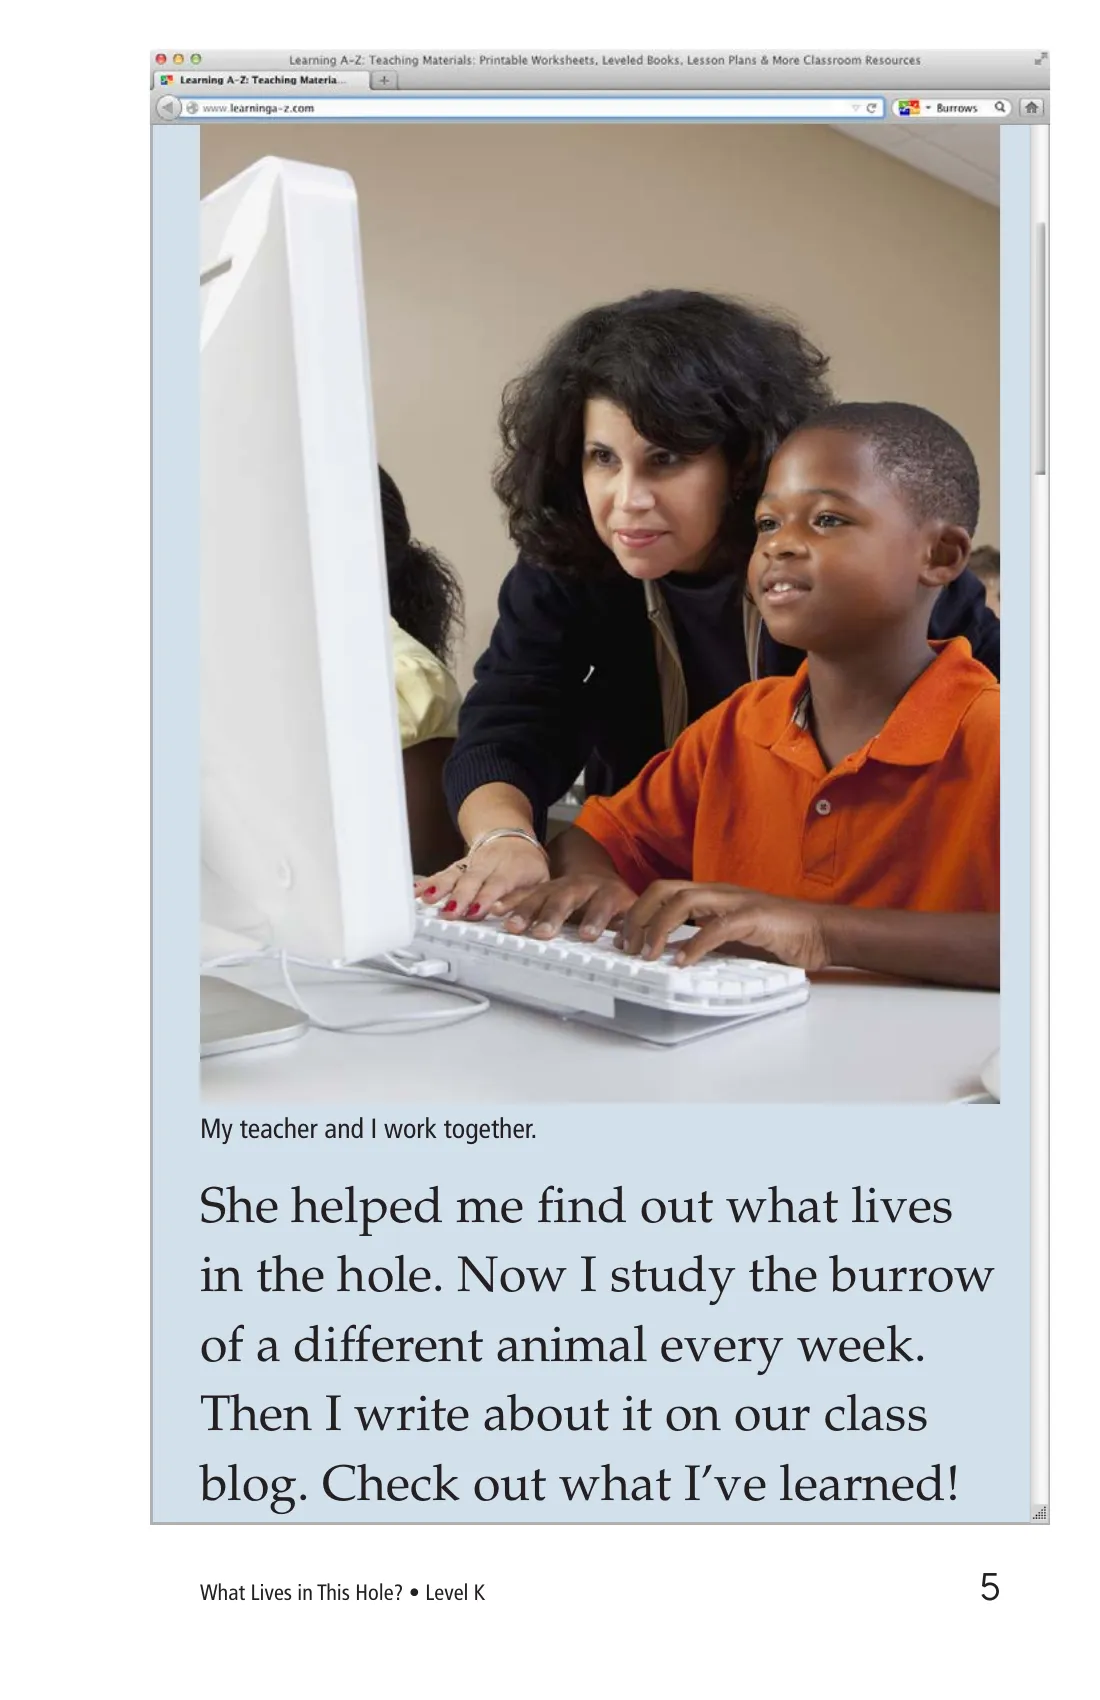 Learning A-Z: Teaching Materials: Printable Worksheets, Leveled Books, Lesson Plans & More Classroom Resources
Learning A-Z: Teaching Materia...
www.learninga-z.com
Burrows
My teacher and I work together.
She helped me find out what lives
in the hole. Now I study the burrow
of a different animal every week.
Then I write about it on our class
blog. Check out what I’ve learned!
What Lives in This Hole? • Level K
5